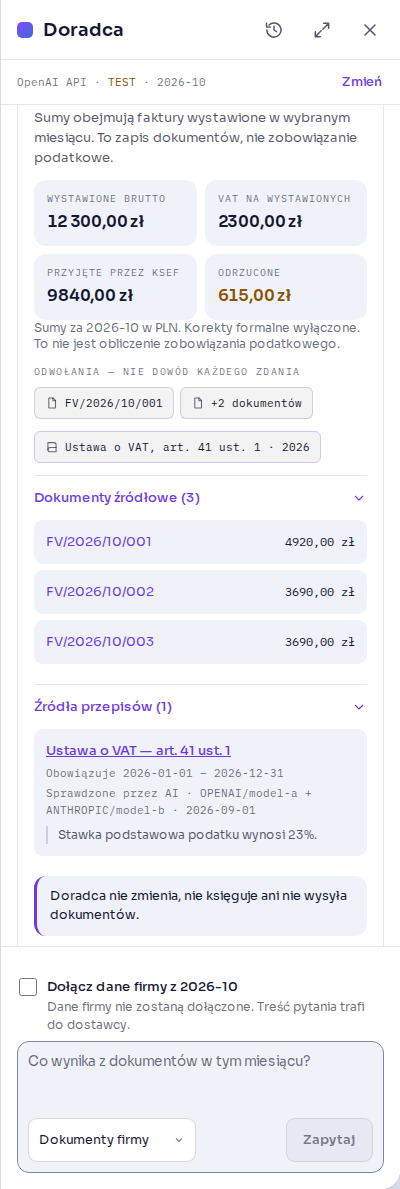 Doradca
OpenAI API · TEST · 2026-10
Zmień
Sumy obejmują faktury wystawione w wybranym
miesiącu. To zapis dokumentów, nie zobowiązanie
podatkowe.
WYSTAWIONE BRUTTO
12 300,00 zł
VAT NA WYSTAWIONYCH
2300,00 zł
PRZYJĘTE PRZEZ KSEF
9840,00 zł
ODRZUCONE
615,00 zł
Sumy za 2026-10 w PLN. Korekty formalne wyłączone.
To nie jest obliczenie zobowiązania podatkowego.
ODWOŁANIA — NIE DOWÓD KAŻDEGO ZDANIA
FV/2026/10/001
+2 dokumentów
Ustawa o VAT, art. 41 ust. 1 · 2026
Dokumenty źródłowe (3)
FV/2026/10/001
4920,00 zł
FV/2026/10/002
3690,00 zł
FV/2026/10/003
3690,00 zł
Źródła przepisów (1)
Ustawa o VAT — art. 41 ust. 1
Obowiązuje 2026-01-01 – 2026-12-31
Sprawdzone przez AI · OPENAI/model-a +
ANTHROPIC/model-b · 2026-09-01
Stawka podstawowa podatku wynosi 23%.
Doradca nie zmienia, nie księguje ani nie wysyła
dokumentów.
Dołącz dane firmy z 2026-10
Dane firmy nie zostaną dołączone. Treść pytania trafi
do dostawcy.
Co wynika z dokumentów w tym miesiącu?
Dokumenty firmy
Zapytaj